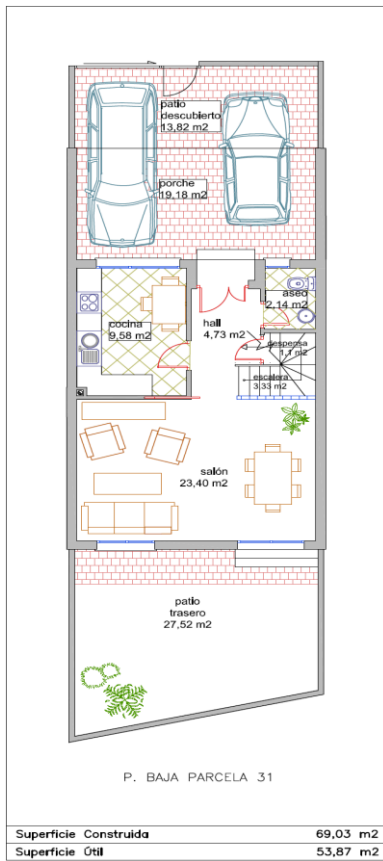 patio
descubierto
13,82 m2
porche
19,18 m2
aseo
2,14 m2
cocina
9,58 m2
hall
4,73 m2
despensa
1,1 m2
escalera
3,33 m2
salón
23,40 m2
patio
trasero
27,52 m2
P. BAJA PARCELA 31
Superficie Construida 69,03 m2
Superficie Útil 53,87 m2